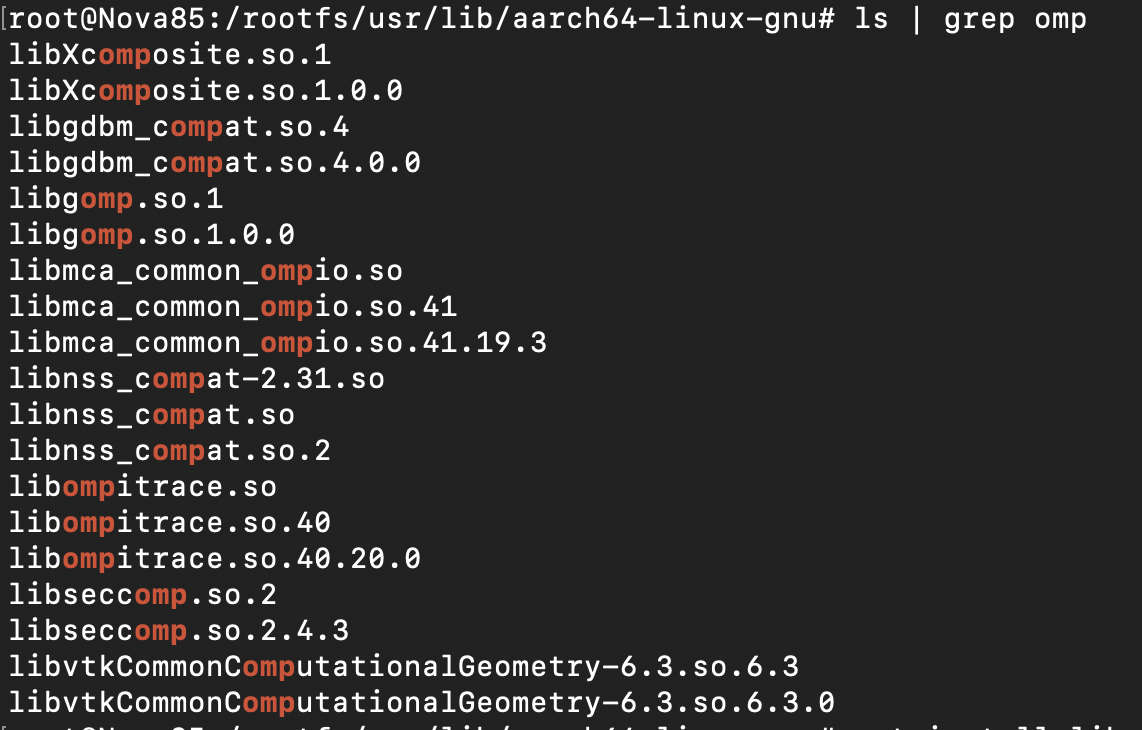 [root@Nova85:/rootfs/usr/lib/aarch64-linux-gnu# ls | grep omp
libXcomposite.so.1
libXcomposite.so.1.0.0
libgdbm_compat.so.4
libgdbm_compat.so.4.0.0
libgomp.so.1
libgomp.so.1.0.0
libmca_common_ompio.so
libmca_common_ompio.so.41
libmca_common_ompio.so.41.19.3
libnss_compat-2.31.so
libnss_compat.so
libnss_compat.so.2
libompitrace.so
libompitrace.so.40
libompitrace.so.40.20.0
libseccomp.so.2
libseccomp.so.2.4.3
libvtkCommonComputationalGeometry-6.3.so.6.3
libvtkCommonComputationalGeometry-6.3.so.6.3.0